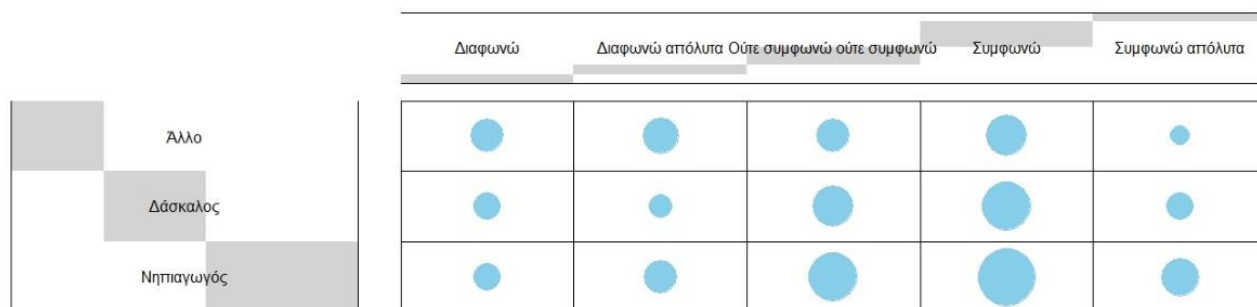 Διαφωνώ Διαφωνώ απόλυτα Ούτε συμφωνώ ούτε συμφωνώ Συμφωνώ Συμφωνώ απόλυτα
Άλλο
Δάσκαλος
Νηπιαγωγός